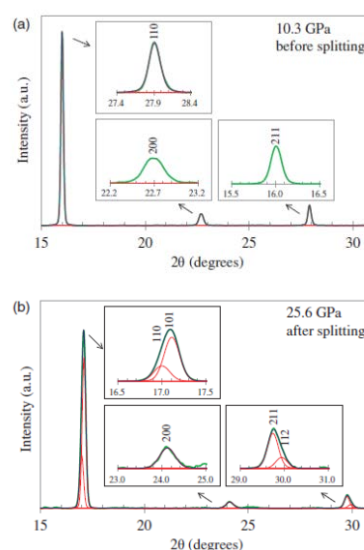 (a)
10.3 GPa
before splitting
110
27.4 27.9 28.4
200
22.2 22.7 23.2
211
15.5 16.0 16.5
Intensity (a.u.)
15 20 25 30
2θ (degrees)
(b)
25.6 GPa
after splitting
110
101
16.5 17.0 17.5
200
23.0 24.0 25.0
211
112
29.0 30.0 31.0
Intensity (a.u.)
15 20 25 30
2θ (degrees)